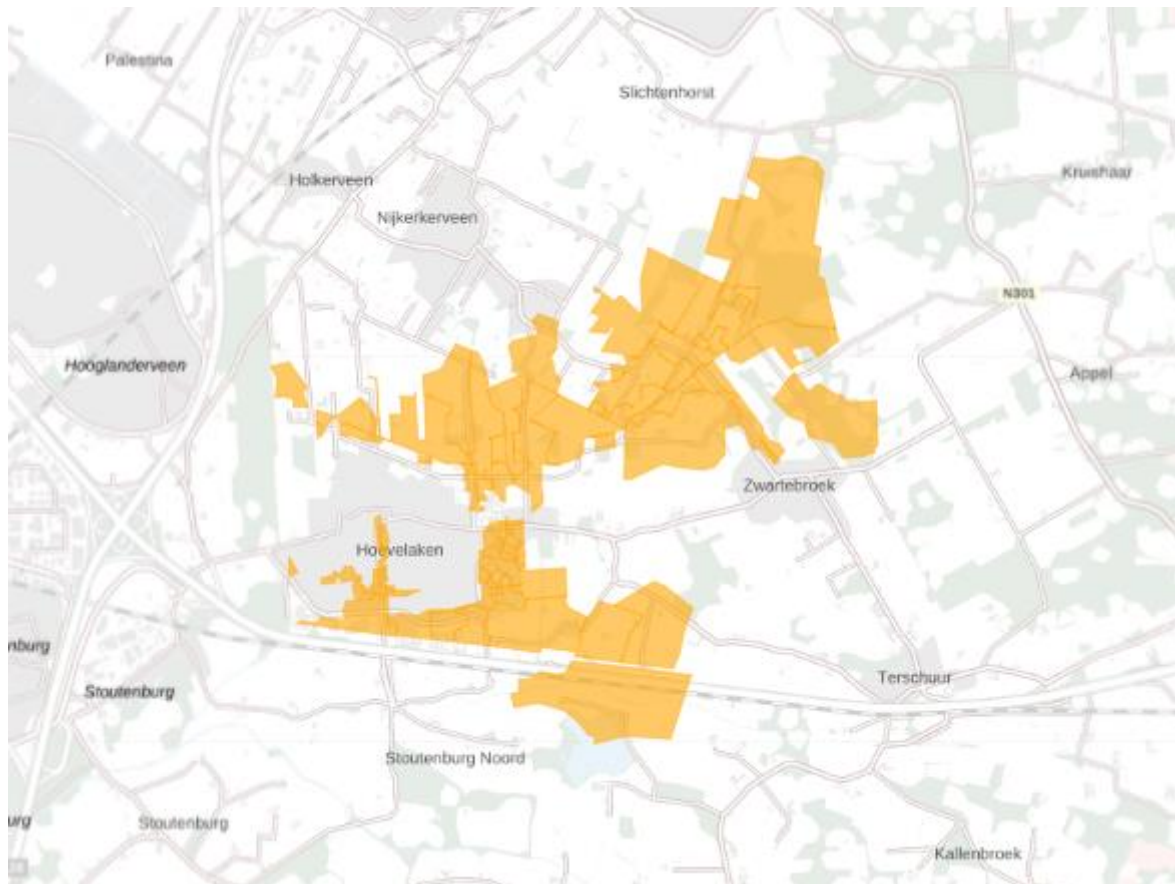 Palestina
Slichtenhorst
Kruishaar
Holkerveen
Nijkerkerveen
N301
Hooglanderveen
Appel
Zwartebroek
Hoevelaken
nburg
Terschuur
Stoutenburg
Stoutenburg Noord
urg
Stoutenburg
Kallenbroek